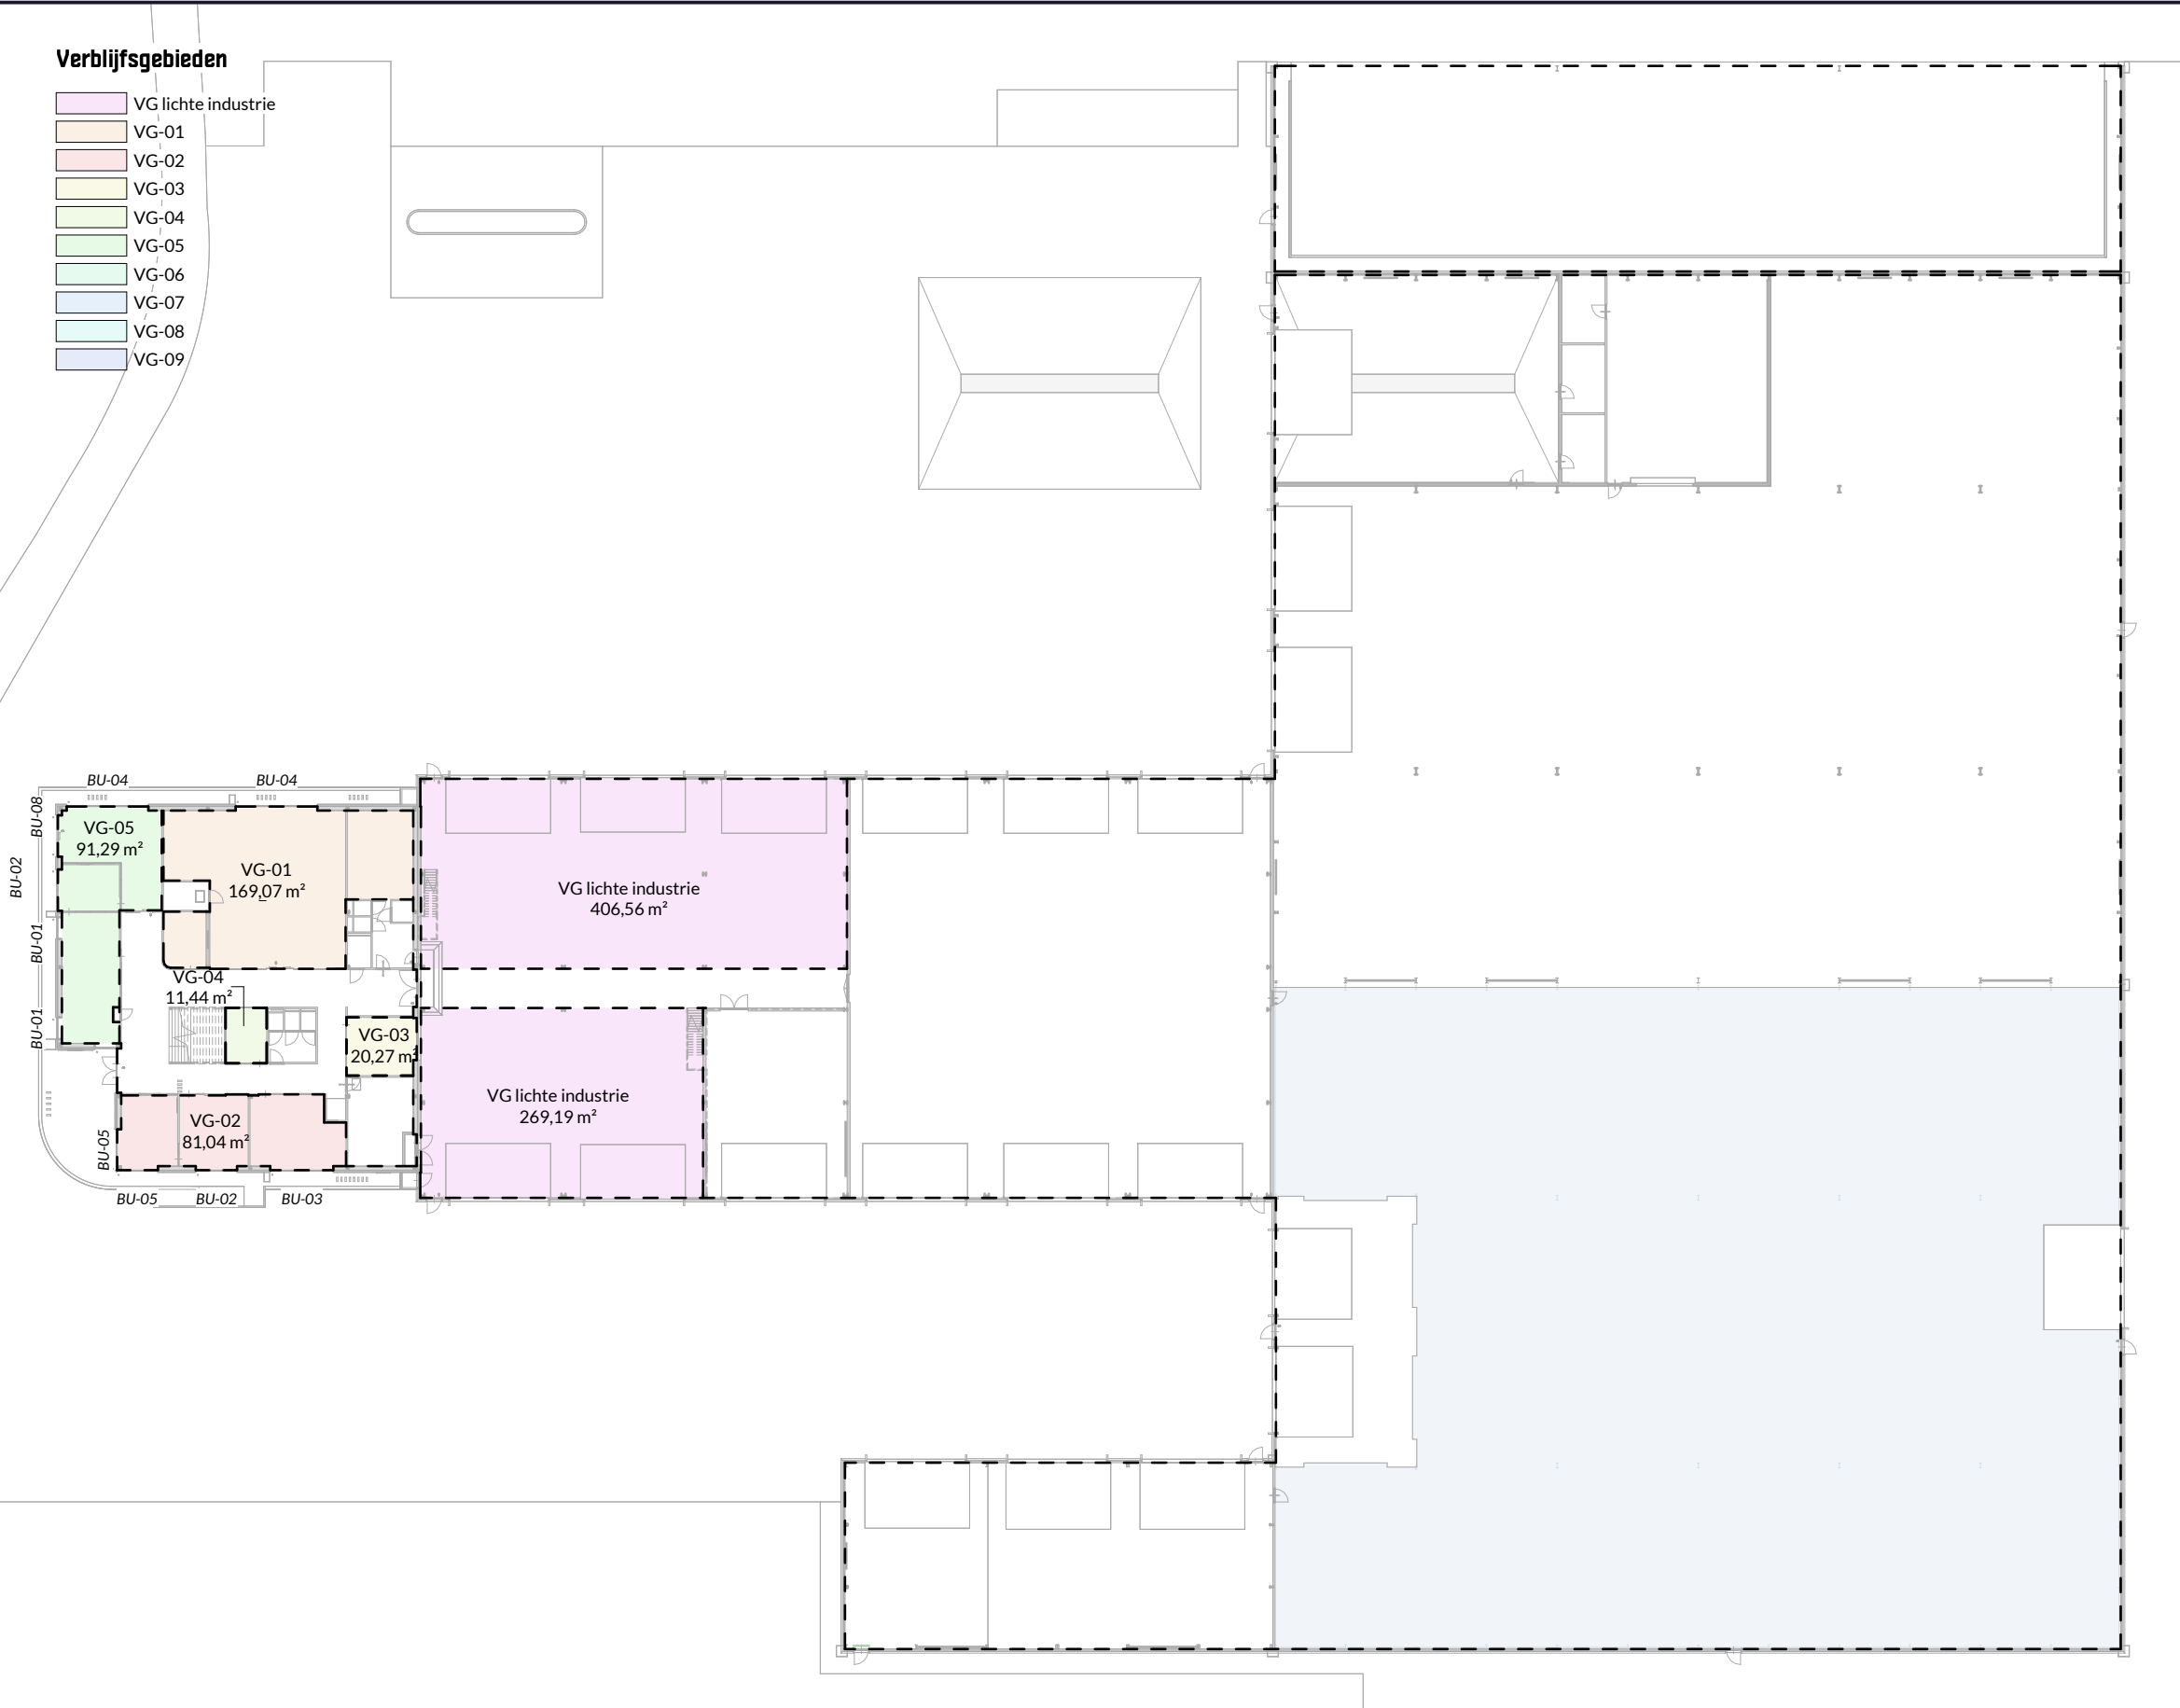 Verblijfsgebieden
VG lichte industrie
VG-01
VG-02
VG-03
VG-04
VG-05
VG-06
VG-07
VG-08
VG-09
BU-04
BU-04
BU-08
BU-02
BU-01
BU-01
BU-05
VG-05
91,29 m²
VG-01
169,07 m²
VG lichte industrie
406,56 m²
VG-04
11,44 m²
VG-03
20,27 m²
VG lichte industrie
269,19 m²
VG-02
81,04 m²
BU-05
BU-02
BU-03